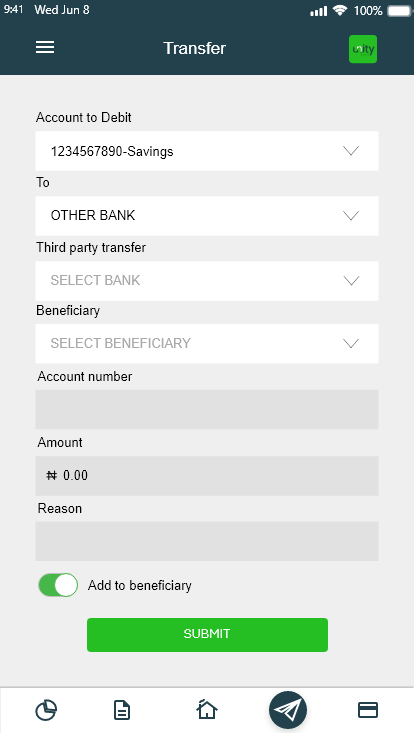 9:41 Wed Jun 8 100%
Transfer unity
Account to Debit
1234567890-Savings
To
OTHER BANK
Third party transfer
SELECT BANK
Beneficiary
SELECT BENEFICIARY
Account number
Amount
₦ 0.00
Reason
Add to beneficiary
SUBMIT